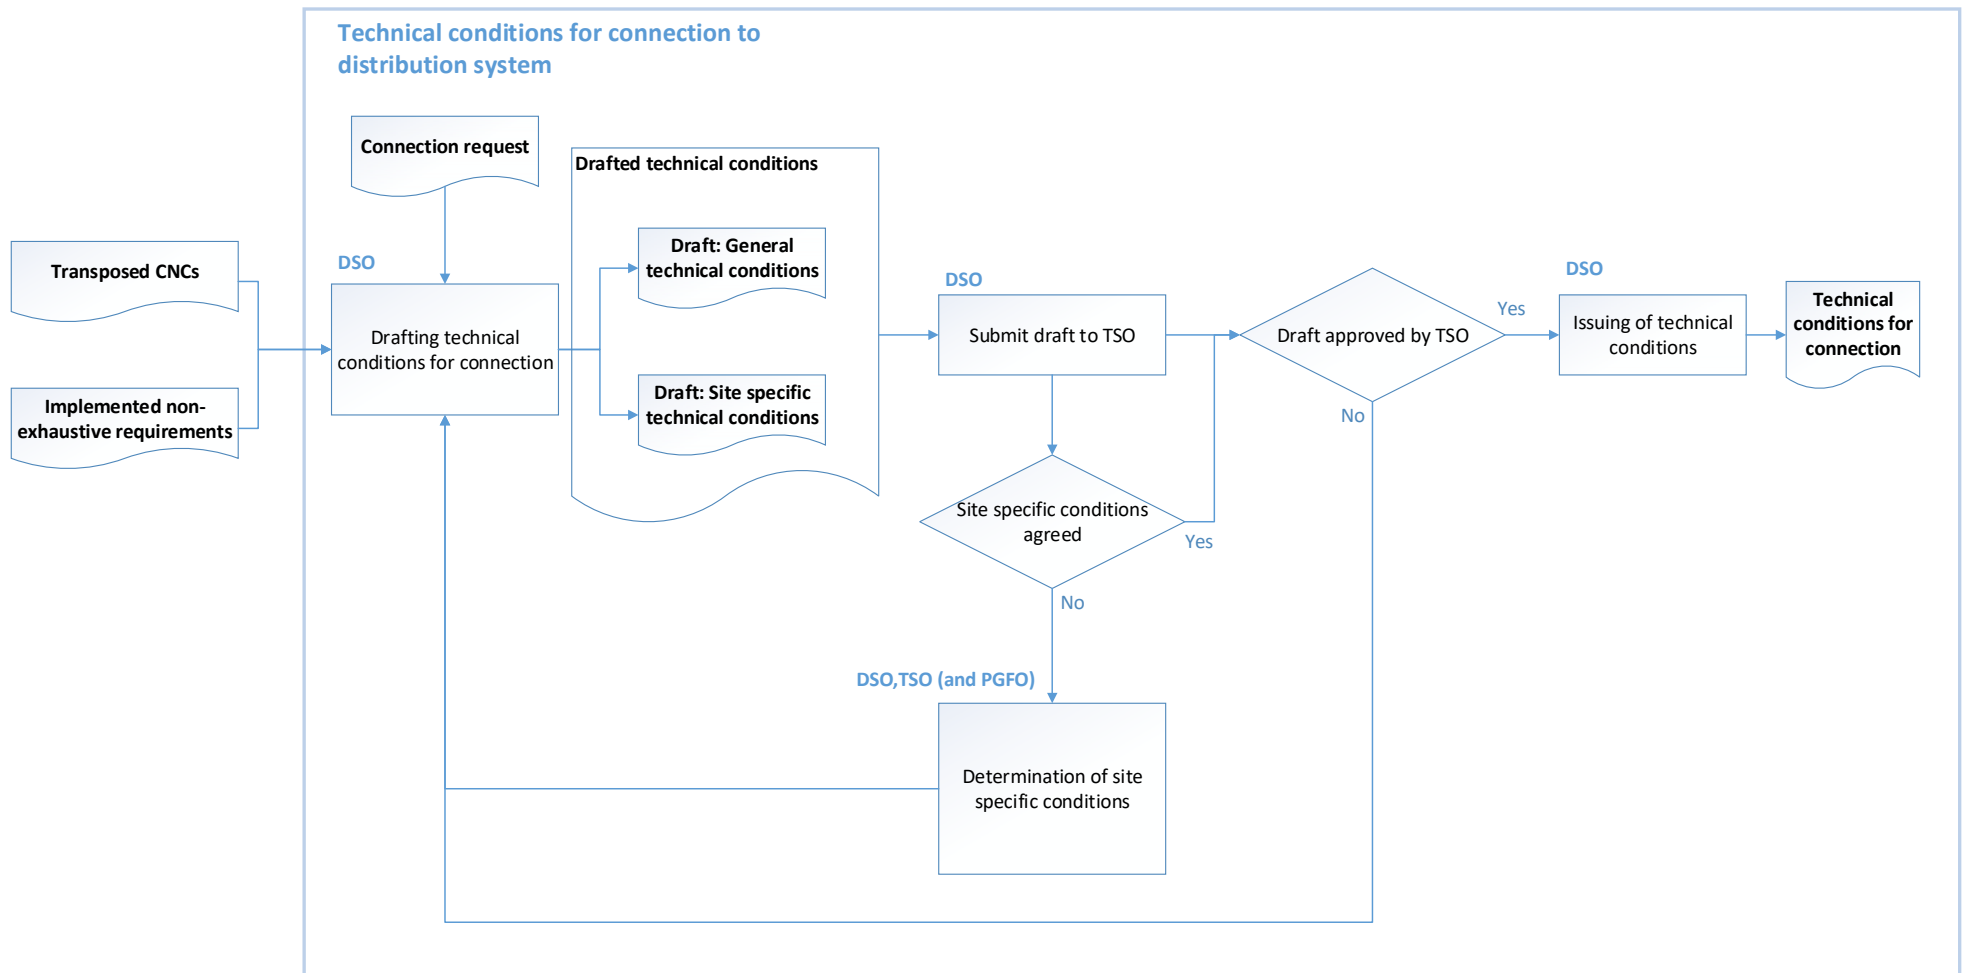 Technical conditions for connection to
distribution system
Connection request
Drafted technical conditions
Transposed CNCs
Implemented non-
exhaustive requirements
DSO
Drafting technical
conditions for connection
Draft: General
technical conditions
Draft: Site specific
technical conditions
DSO
Submit draft to TSO
Site specific conditions
agreed
Yes
No
DSO,TSO (and PGFO)
Determination of site
specific conditions
Draft approved by TSO
Yes
No
DSO
Issuing of technical
conditions
Technical
conditions for
connection